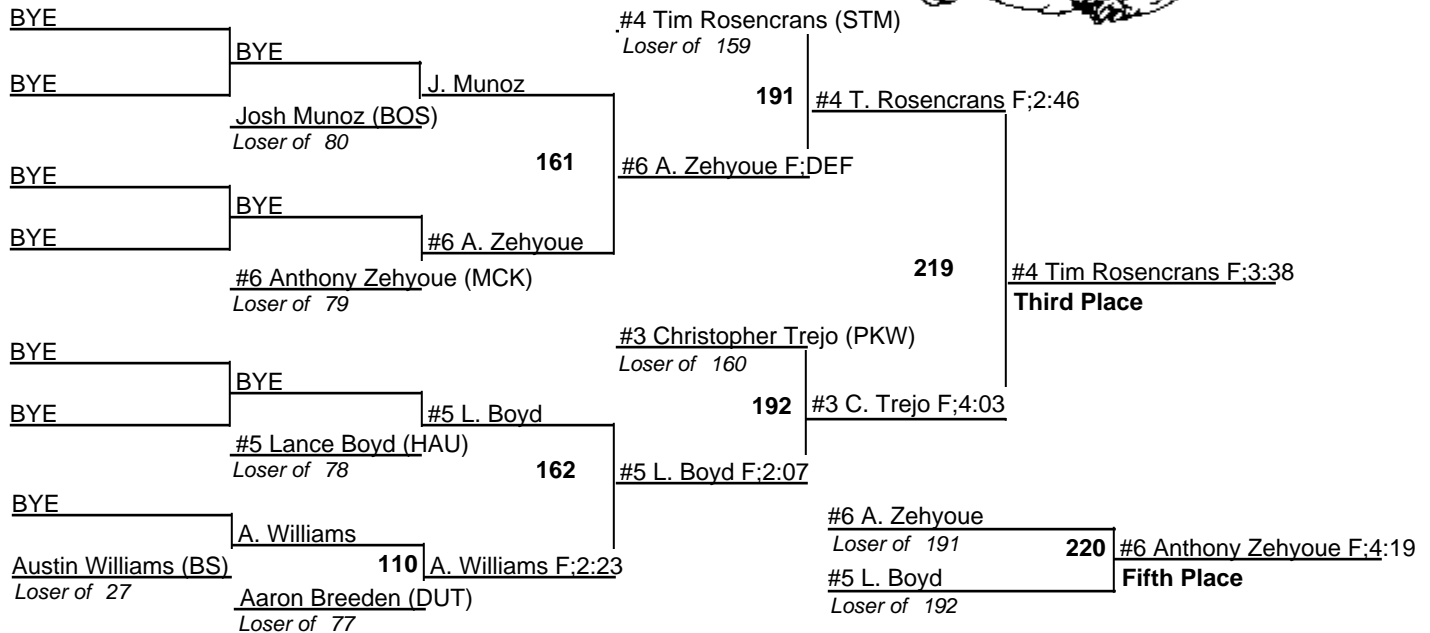 BYE
#4 Tim Rosencrans (STM)
Loser of 159
BYE
BYE
J. Munoz
191
#4 T. Rosencrans F;2:46
Josh Munoz (BOS)
Loser of 80
161
#6 A. Zehyoue F;DEF
BYE
BYE
BYE
#6 A. Zehyoue
219
#4 Tim Rosencrans F;3:38
Third Place
#6 Anthony Zehyoue (MCK)
Loser of 79
#3 Christopher Trejo (PKW)
Loser of 160
BYE
BYE
BYE
#5 L. Boyd
192
#3 C. Trejo F;4:03
#5 Lance Boyd (HAU)
Loser of 78
162
#5 L. Boyd F;2:07
BYE
A. Williams
#6 A. Zehyoue
Loser of 191
220
#6 Anthony Zehyoue F;4:19
Fifth Place
Austin Williams (BS)
Loser of 27
110
A. Williams F;2:23
#5 L. Boyd
Loser of 192
Aaron Breeden (DUT)
Loser of 77